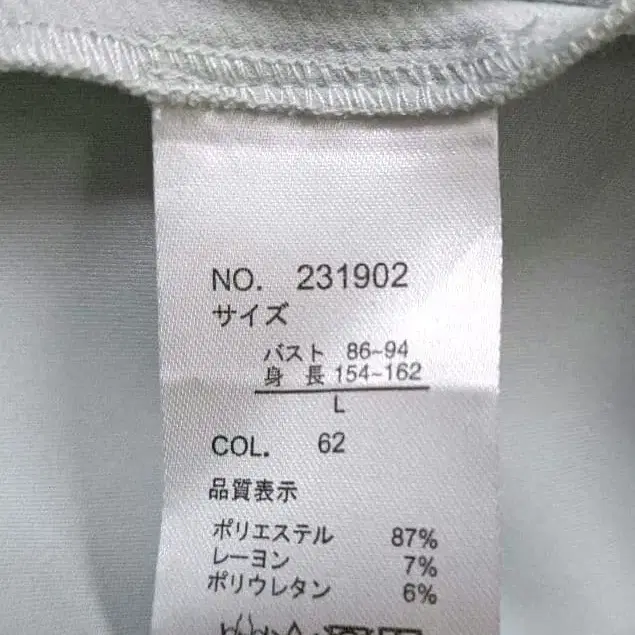 NO. 231902
サイズ
バスト 86~94
身 長 154~162
L
COL. 62
品質表示
ポリエステル 87%
レーヨン 7%
ポリウレタン 6%